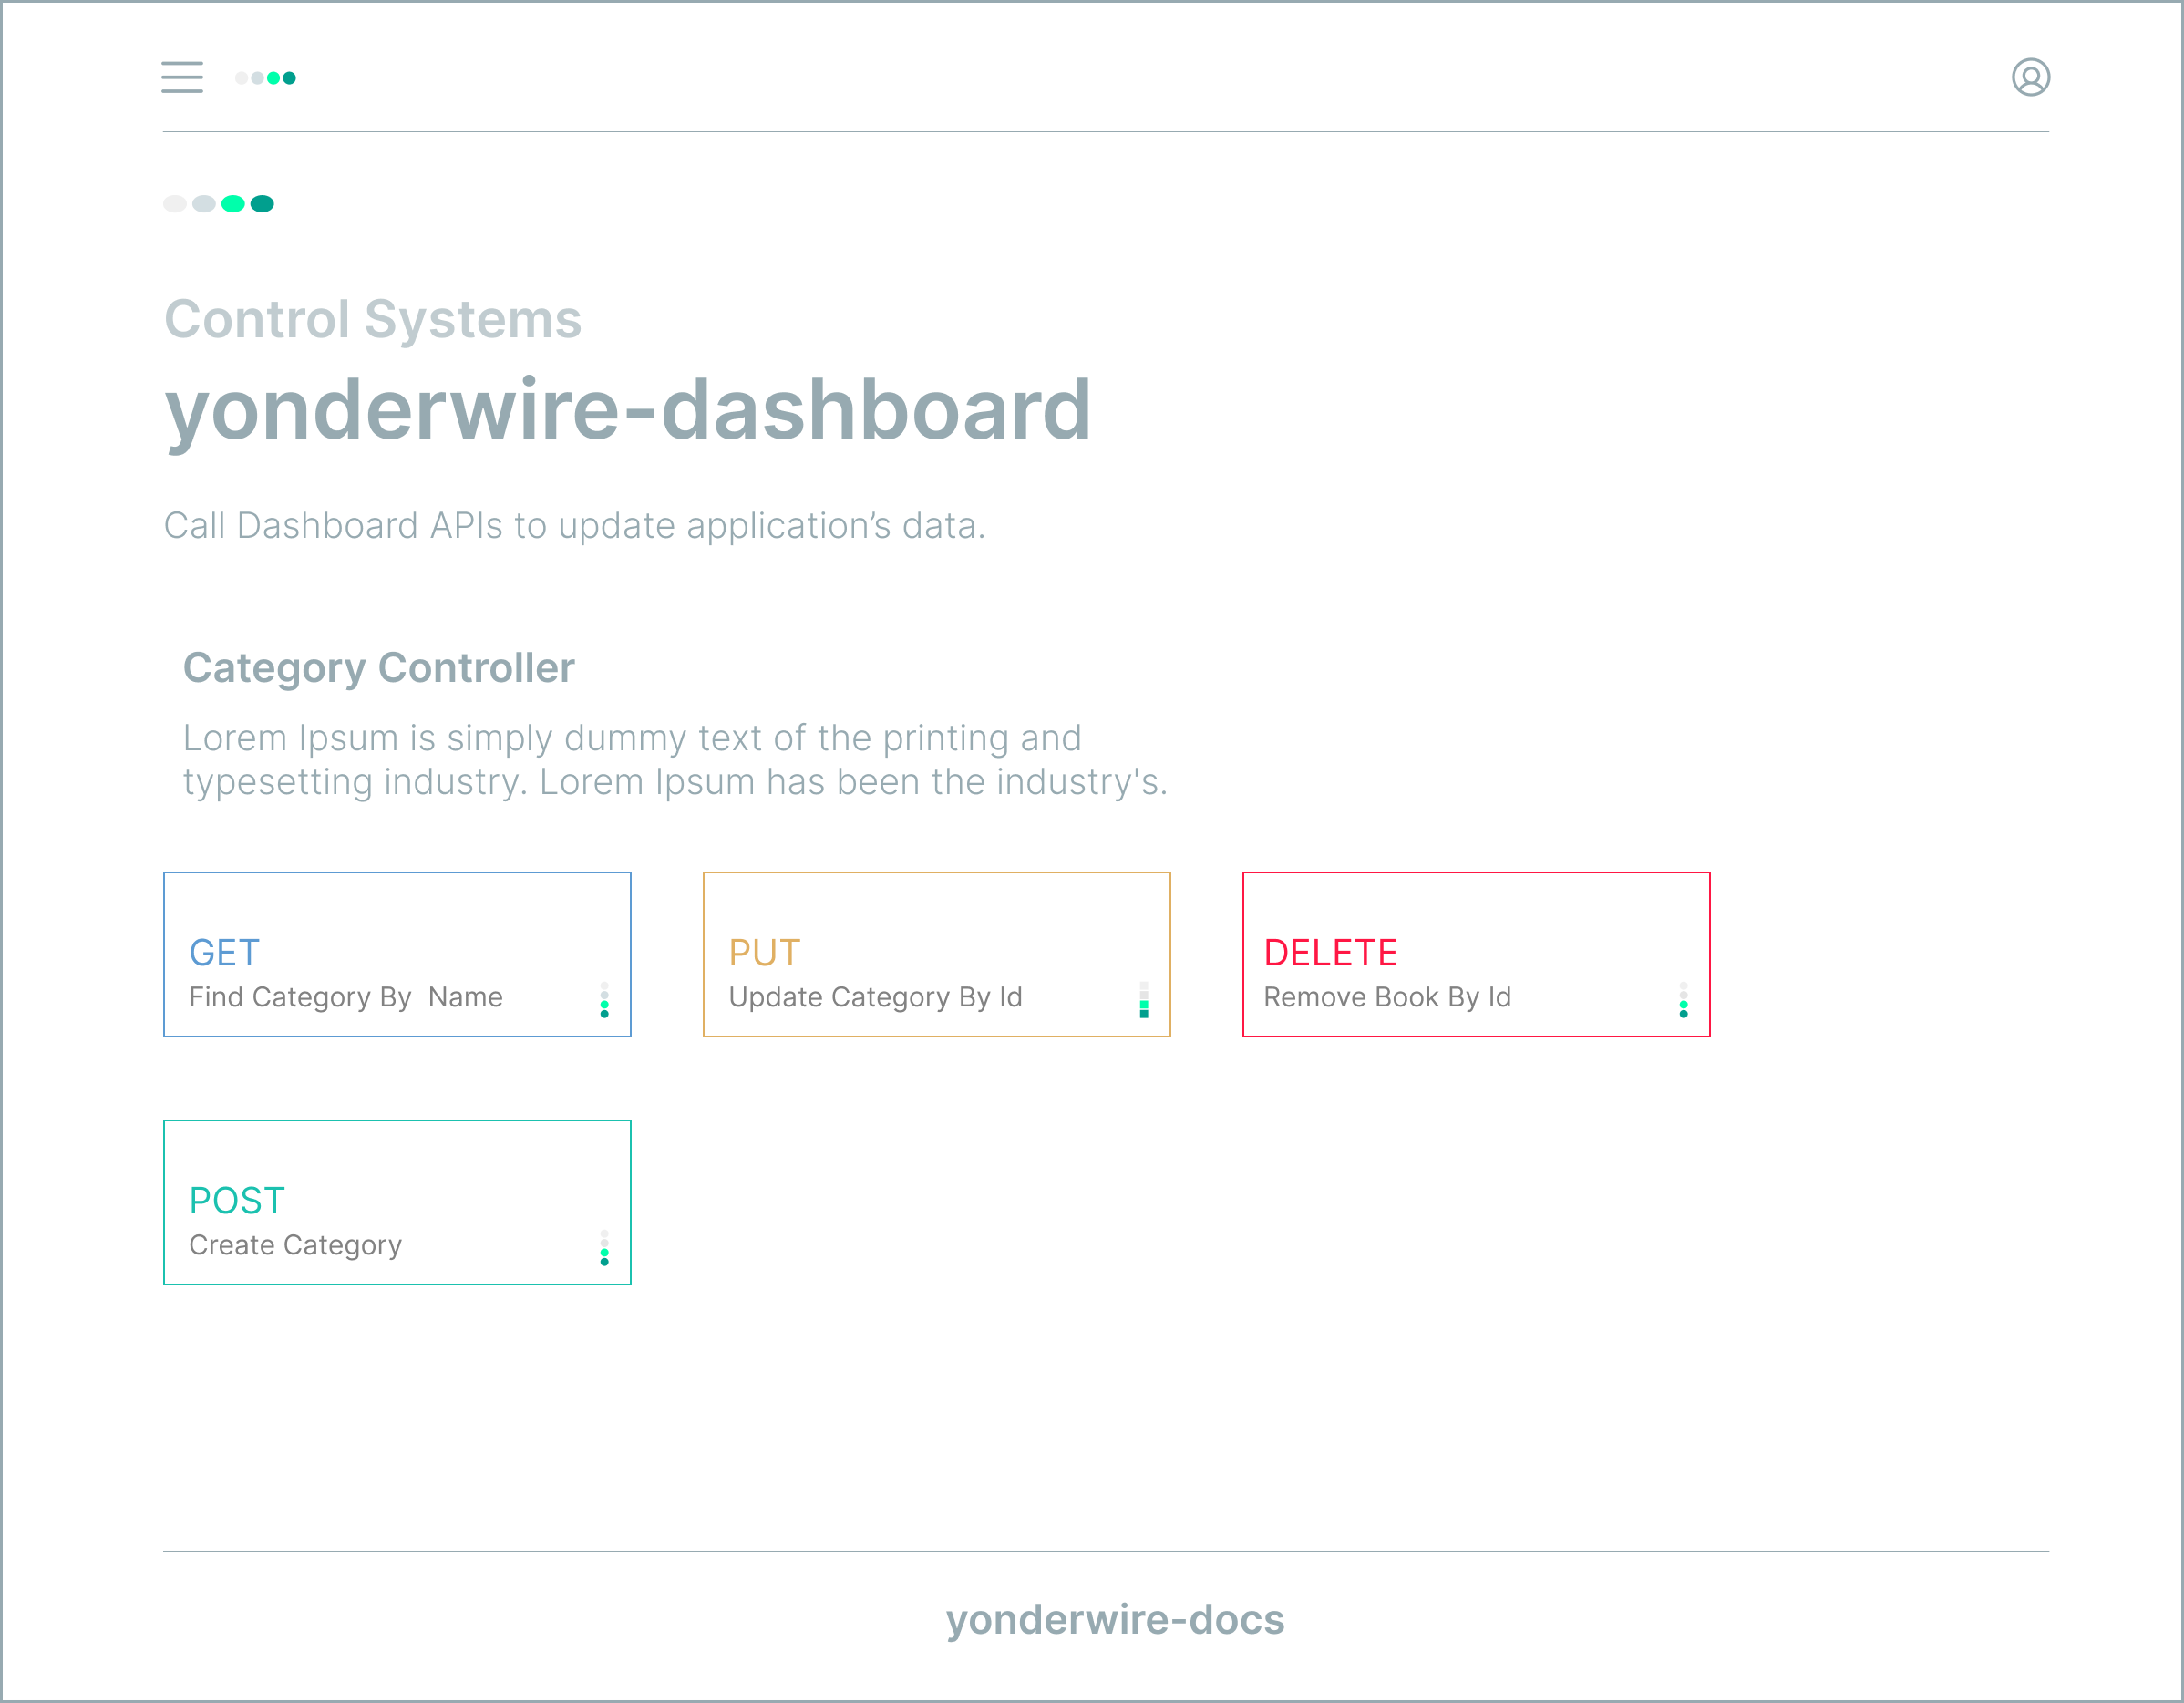 Control Systems
yonderwire-dashboard
Call Dashboard APIs to update application’s data.
Category Controller
Lorem Ipsum is simply dummy text of the printing and
typesetting industry. Lorem Ipsum has been the industry's.
GET
Find Category By  Name
PUT
Update Category By Id
DELETE
Remove Book By Id
POST
Create Category
yonderwire-docs